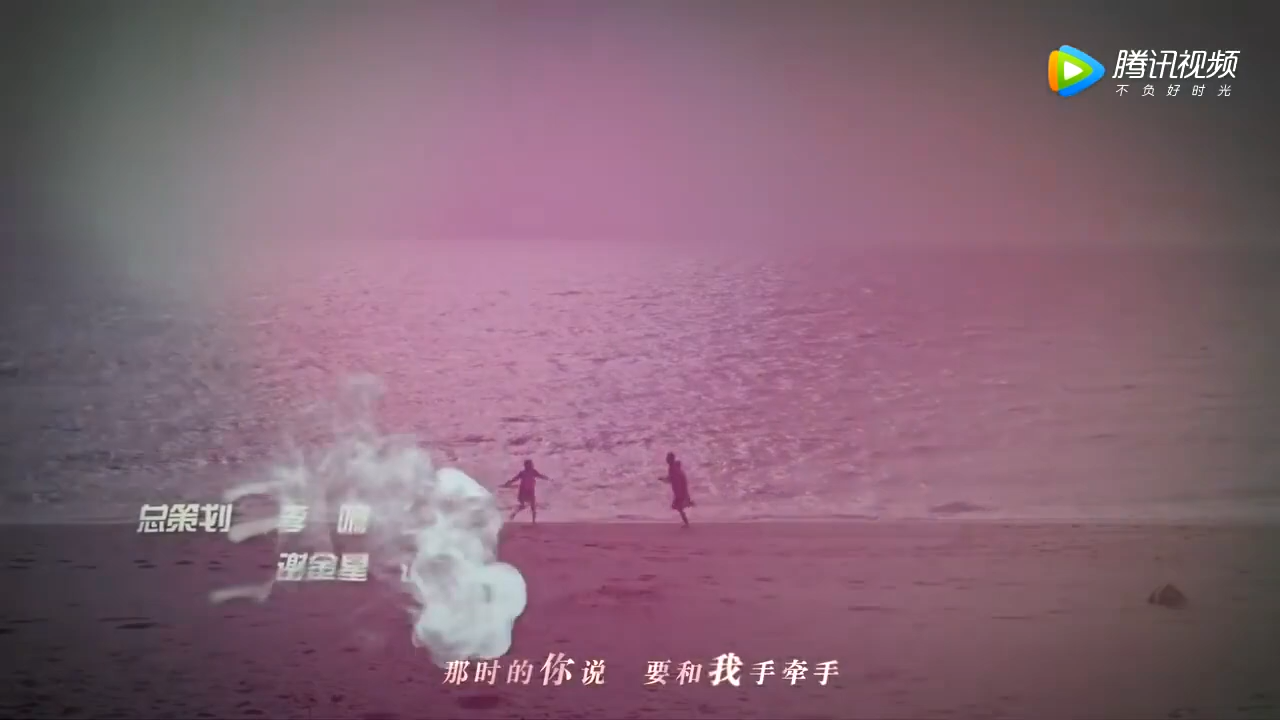 腾讯视频
不负好时光
总策划
谢金星
那时的你说 要和我手牵手